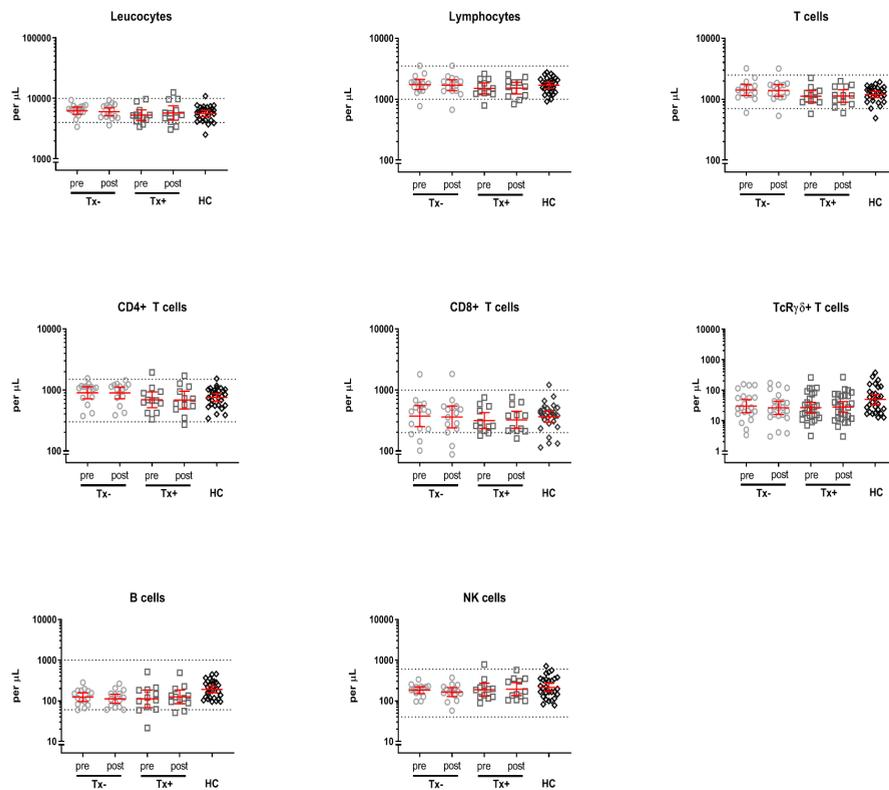 Leucocytes
100000
10000
1000
per µL
pre post pre post
Tx- Tx+ HC
Lymphocytes
10000
1000
100
per µL
pre post pre post
Tx- Tx+ HC
T cells
10000
1000
100
per µL
pre post pre post
Tx- Tx+ HC
CD4+ T cells
10000
1000
100
per µL
pre post pre post
Tx- Tx+ HC
CD8+ T cells
10000
1000
100
per µL
pre post pre post
Tx- Tx+ HC
TcRγδ+ T cells
10000
1000
100
10
1
per µL
pre post pre post
Tx- Tx+ HC
B cells
10000
1000
100
10
per µL
pre post pre post
Tx- Tx+ HC
NK cells
10000
1000
100
10
per µL
pre post pre post
Tx- Tx+ HC